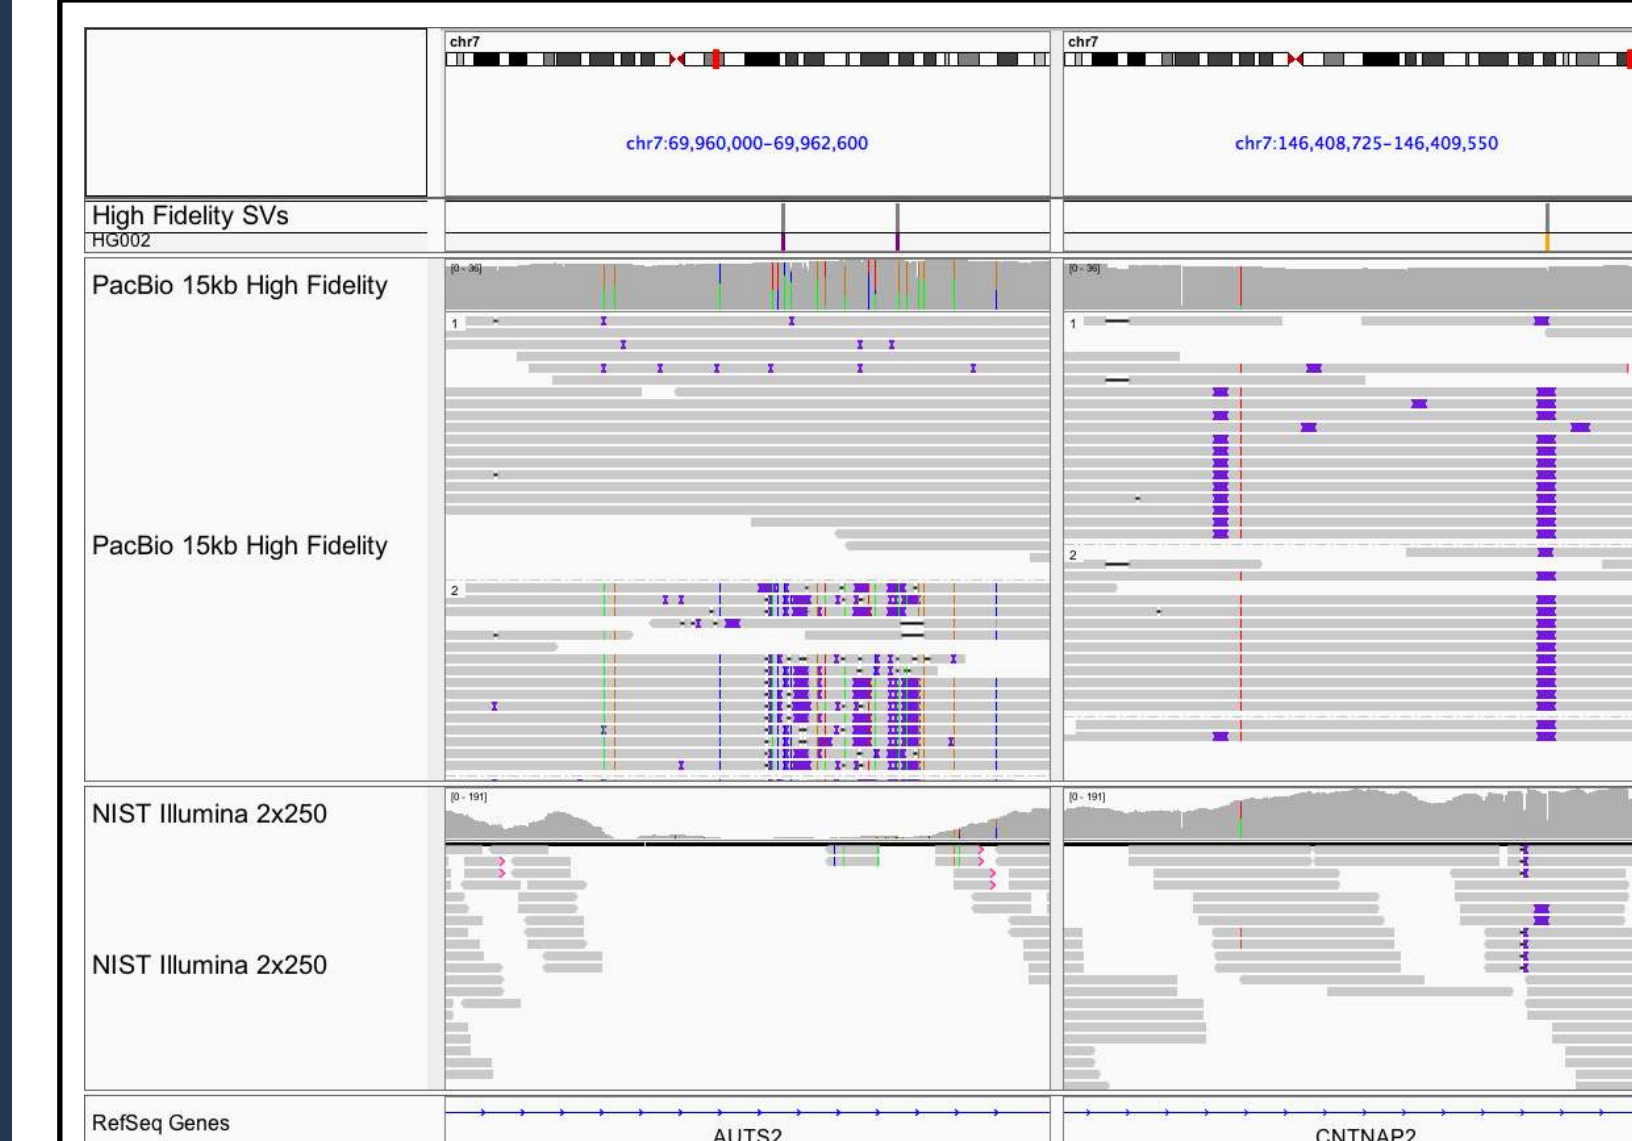 chr7
chr7
chr7:69,960,000-69,962,600
chr7:146,408,725-146,409,550
High Fidelity SVs
HG002
PacBio 15kb High Fidelity
[0 - 36]
[0 - 36]
1
1
PacBio 15kb High Fidelity
2
2
NIST Illumina 2x250
[0 - 191]
[0 - 191]
NIST Illumina 2x250
RefSeq Genes
AUTS2
CNTNAP2